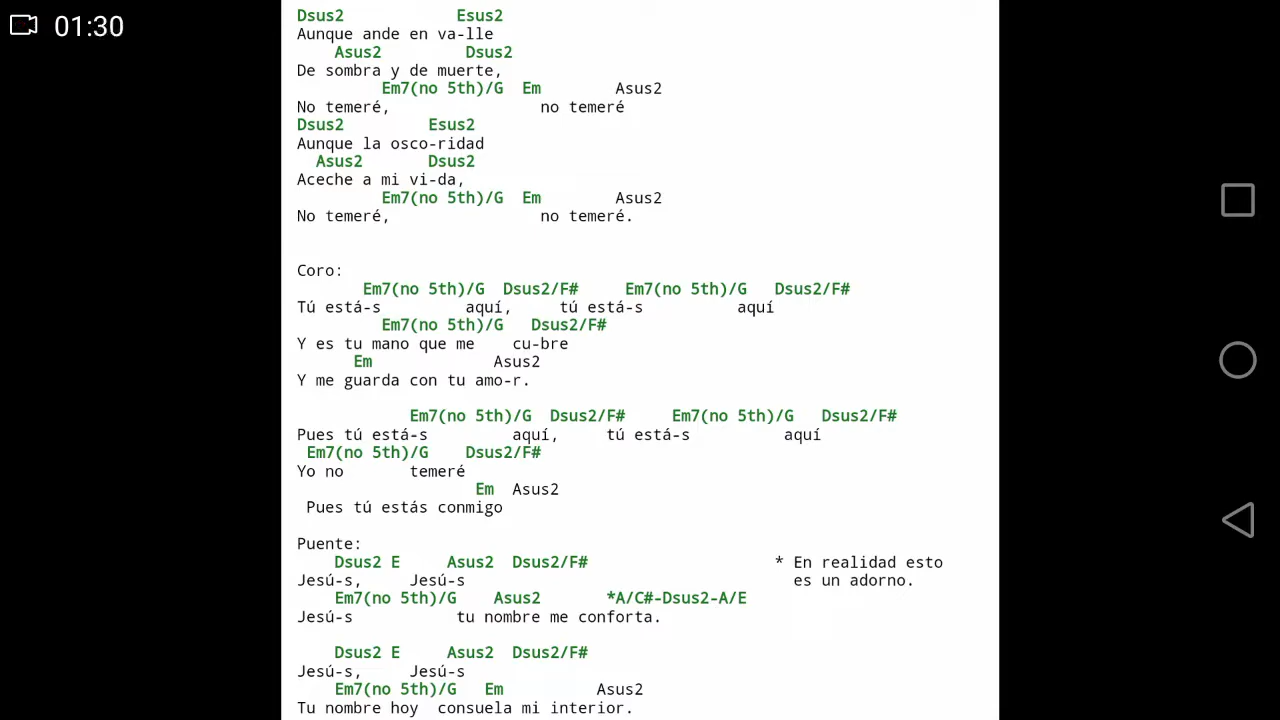 01:30
Dsus2            Esus2
Aunque ande en va-lle
    Asus2         Dsus2
De sombra y de muerte,
         Em7(no 5th)/G  Em        Asus2
No temeré,                no temeré
Dsus2         Esus2
Aunque la osco-ridad
  Asus2       Dsus2
Aceche a mi vi-da,
         Em7(no 5th)/G  Em        Asus2
No temeré,                no temeré.
Coro:
       Em7(no 5th)/G  Dsus2/F#     Em7(no 5th)/G   Dsus2/F#
Tú está-s         aquí,     tú está-s          aquí
         Em7(no 5th)/G   Dsus2/F#
Y es tu mano que me    cu-bre
      Em             Asus2
Y me guarda con tu amo-r.
            Em7(no 5th)/G  Dsus2/F#     Em7(no 5th)/G   Dsus2/F#
Pues tú está-s         aquí,     tú está-s          aquí
 Em7(no 5th)/G    Dsus2/F#
Yo no       temeré
                   Em  Asus2
 Pues tú estás conmigo
Puente:
    Dsus2 E     Asus2  Dsus2/F#                    * En realidad esto
Jesú-s,     Jesú-s                                   es un adorno.
    Em7(no 5th)/G    Asus2       *A/C#-Dsus2-A/E
Jesú-s           tu nombre me conforta.
    Dsus2 E     Asus2  Dsus2/F#
Jesú-s,     Jesú-s
    Em7(no 5th)/G   Em          Asus2
Tu nombre hoy  consuela mi interior.